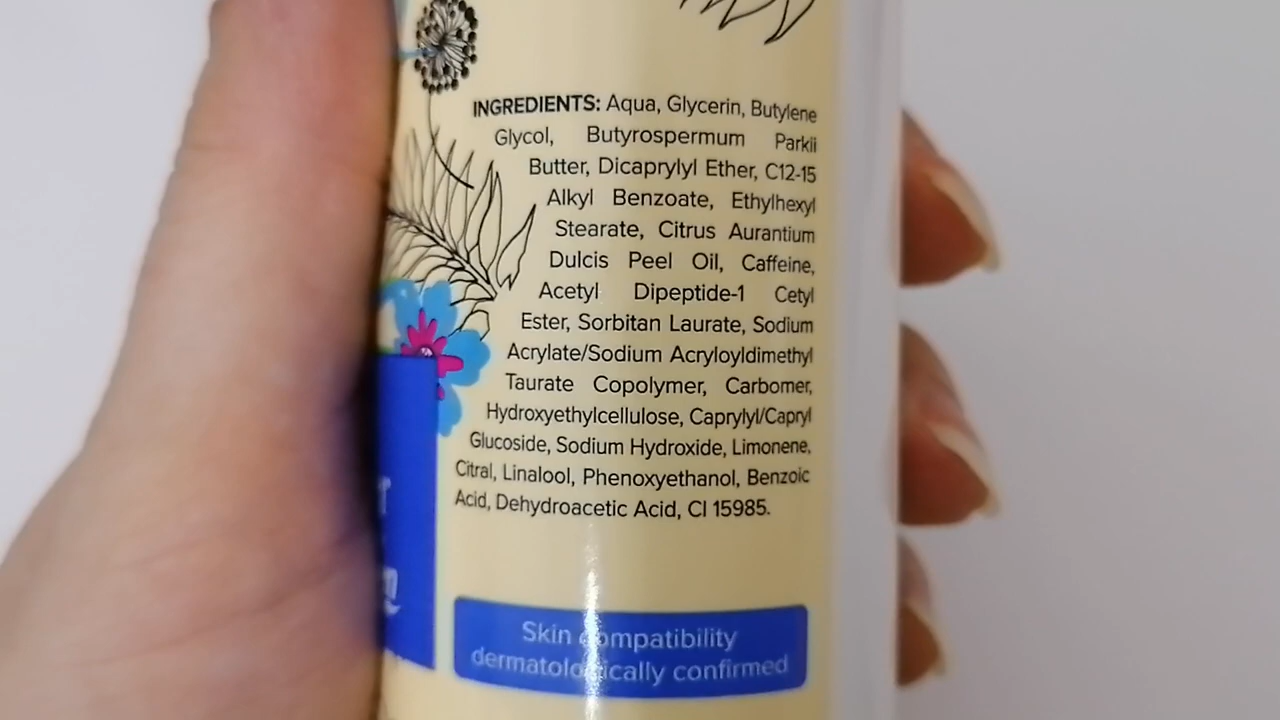 INGREDIENTS: Aqua, Glycerin, Butylene
Glycol, Butyrospermum Parkii
Butter, Dicaprylyl Ether, C12-15
Alkyl Benzoate, Ethylhexyl
Stearate, Citrus Aurantium
Dulcis Peel Oil, Caffeine,
Acetyl Dipeptide-1 Cetyl
Ester, Sorbitan Laurate, Sodium
Acrylate/Sodium Acryloyldimethyl
Taurate Copolymer, Carbomer,
Hydroxyethylcellulose, Caprylyl/Capryl
Glucoside, Sodium Hydroxide, Limonene,
Citral, Linalool, Phenoxyethanol, Benzoic
Acid, Dehydroacetic Acid, CI 15985.
Skin compatibility
dermatologically confirmed